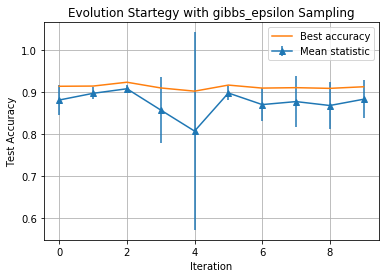 Evolution Startegy with gibbs_epsilon Sampling
Best accuracy
Mean statistic
1.0
0.9
0.8
0.7
0.6
Test Accuracy
0
2
4
6
8
Iteration